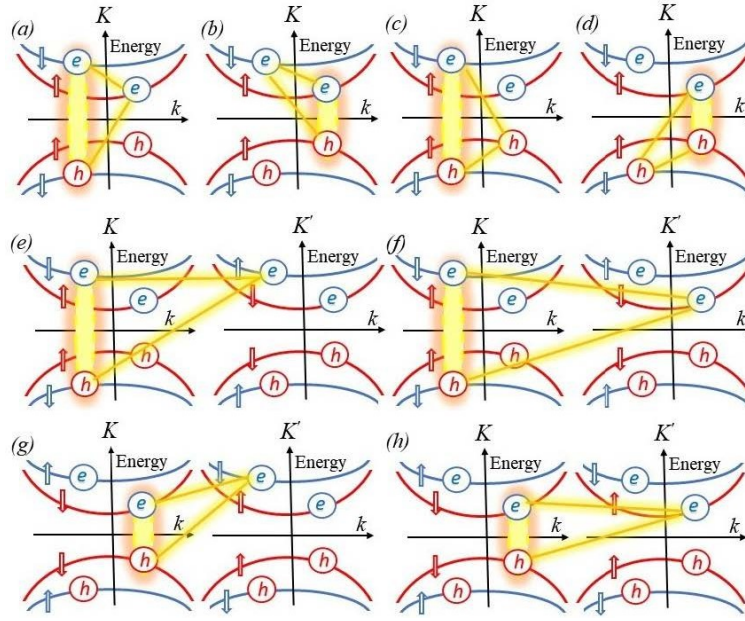 (a) K Energy k e e h h
(b) K Energy k e e h h
(c) K Energy k e e h h
(d) K Energy k e e h h
(e) K Energy k e e h h K' Energy k e e h h
(f) K Energy k e e h h K' Energy k e e h h
(g) K Energy k e e h h K' Energy k e e h h
(h) K Energy k e e h h K' Energy k e e h h